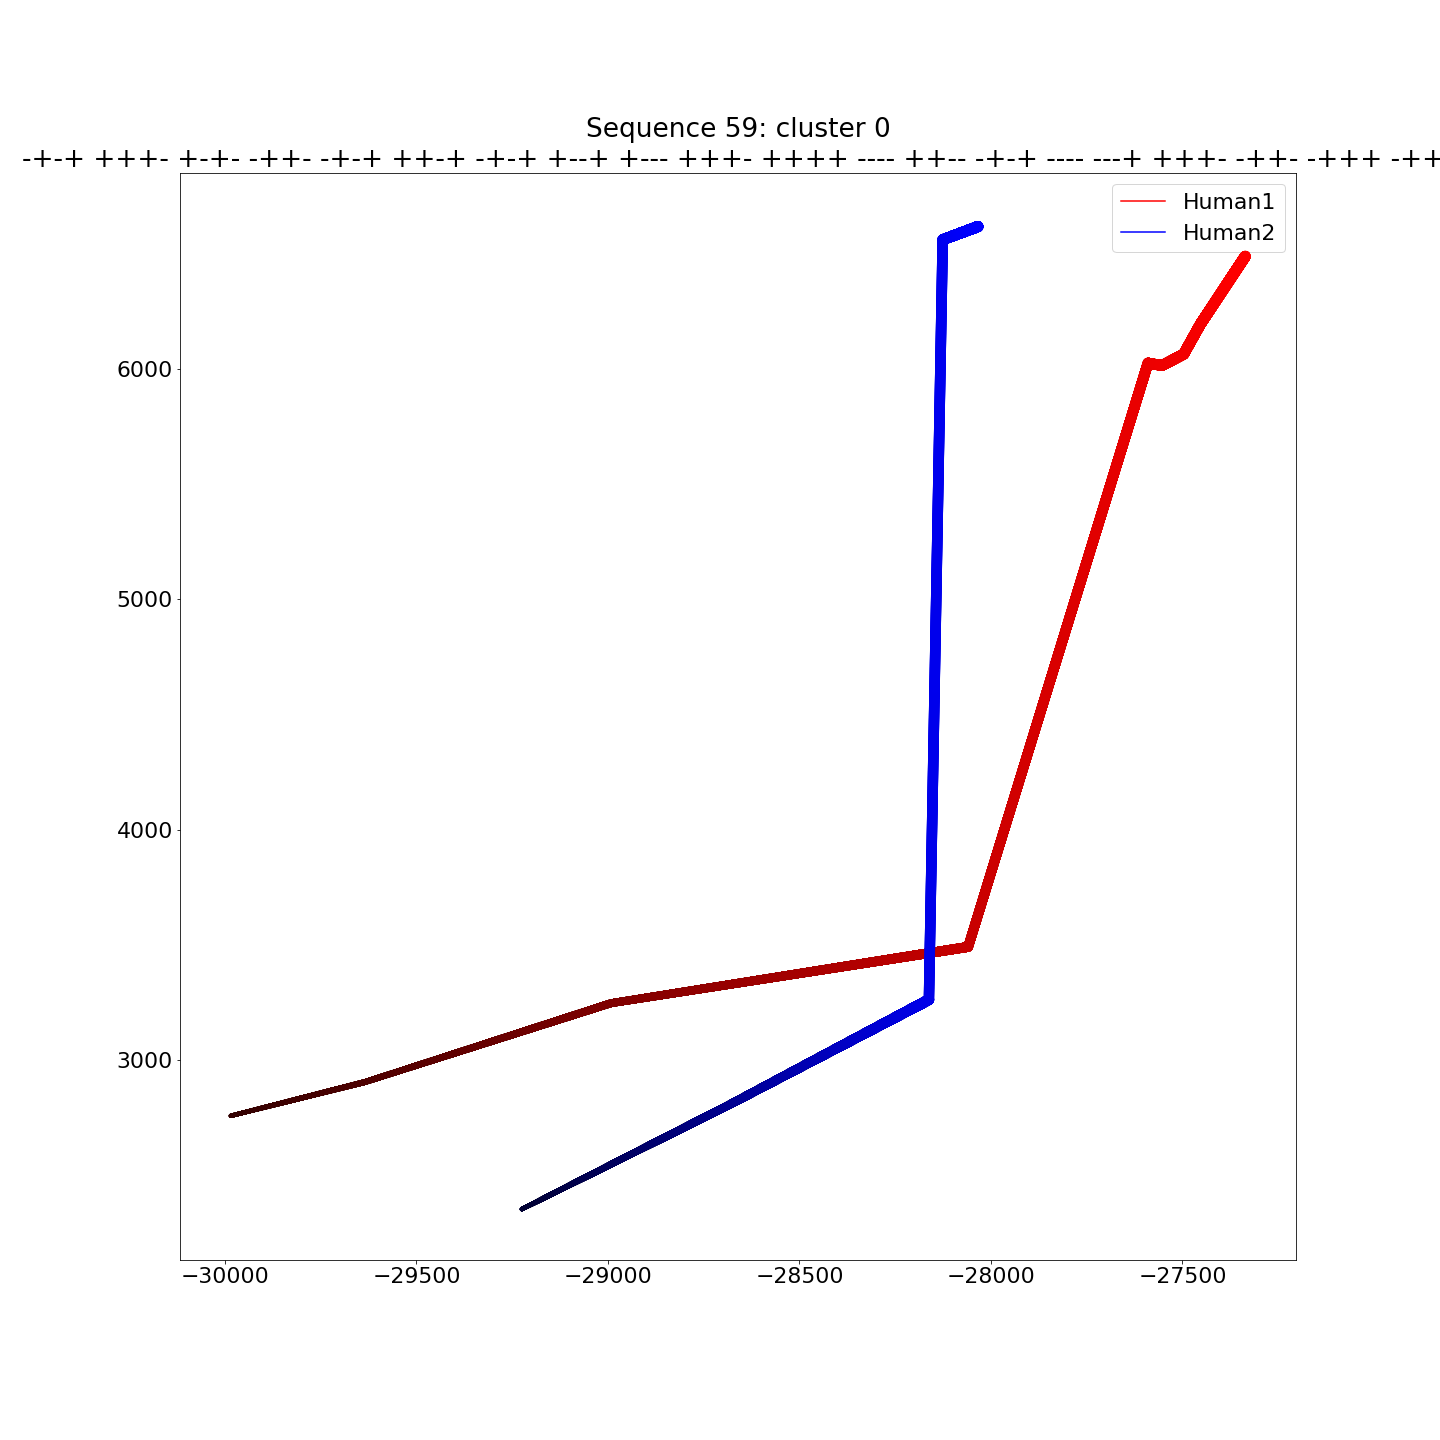 Sequence 59: cluster 0
-+-+ +++- +-+- -++- -+-+ ++-+ -+-+ +--+ +--- +++- ++++ ---- ++-- -+-+ ---- ---+ +++- -++- -+++ -++
Human1
Human2
6000
5000
4000
3000
−30000 −29500 −29000 −28500 −28000 −27500